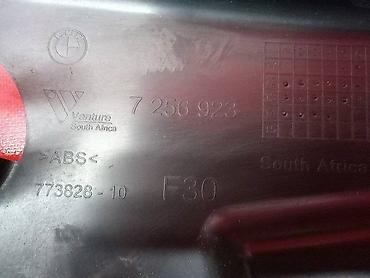 Venture
South Africa
7 256 923
South Africa
>ABS<
773828-10
F30